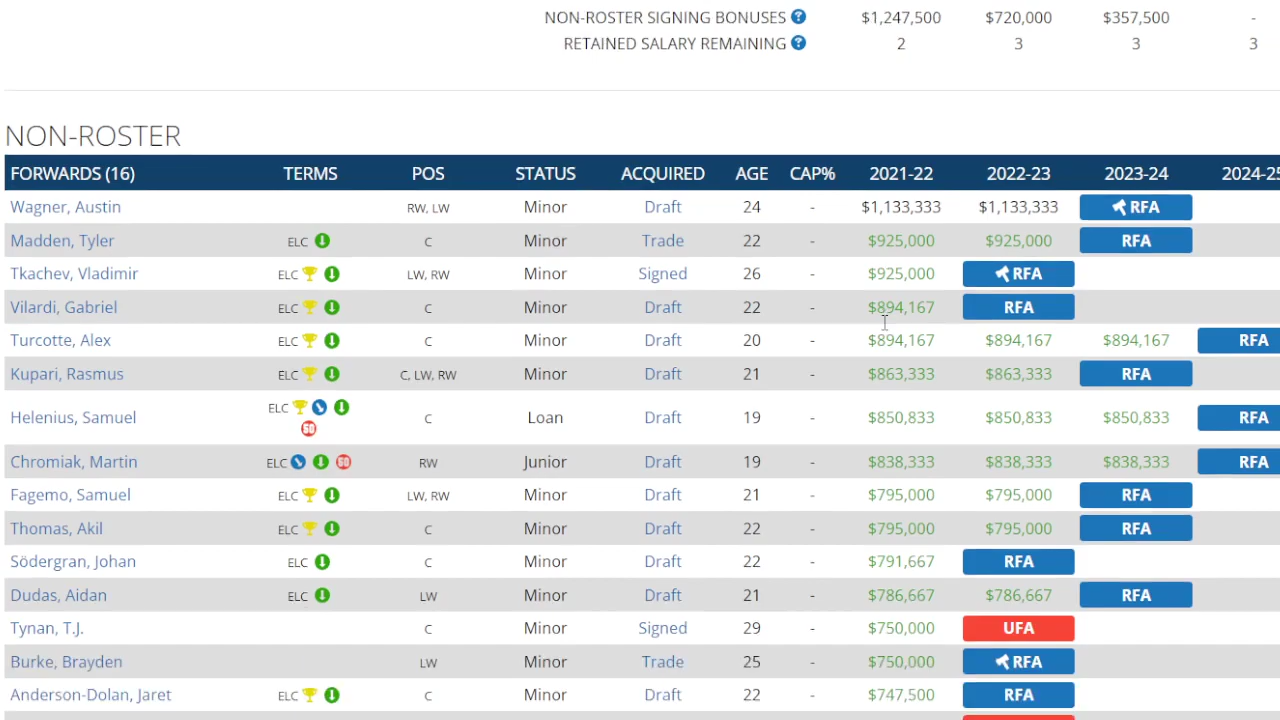 NON-ROSTER SIGNING BONUSES ? $1,247,500 $720,000 $357,500 -
RETAINED SALARY REMAINING ? 2 3 3 3
NON-ROSTER
FORWARDS (16) TERMS POS STATUS ACQUIRED AGE CAP% 2021-22 2022-23 2023-24 2024-25
Wagner, Austin RW, LW Minor Draft 24 - $1,133,333 $1,133,333 RFA
Madden, Tyler ELC C Minor Trade 22 - $925,000 $925,000 RFA
Tkachev, Vladimir ELC LW, RW Minor Signed 26 - $925,000 RFA
Vilardi, Gabriel ELC C Minor Draft 22 - $894,167 RFA
Turcotte, Alex ELC C Minor Draft 20 - $894,167 $894,167 $894,167 RFA
Kupari, Rasmus ELC C, LW, RW Minor Draft 21 - $863,333 $863,333 RFA
Helenius, Samuel ELC 50 C Loan Draft 19 - $850,833 $850,833 $850,833 RFA
Chromiak, Martin ELC 50 RW Junior Draft 19 - $838,333 $838,333 $838,333 RFA
Fagemo, Samuel ELC LW, RW Minor Draft 21 - $795,000 $795,000 RFA
Thomas, Akil ELC C Minor Draft 22 - $795,000 $795,000 RFA
Södergran, Johan ELC C Minor Draft 22 - $791,667 RFA
Dudas, Aidan ELC LW Minor Draft 21 - $786,667 $786,667 RFA
Tynan, T.J. C Minor Signed 29 - $750,000 UFA
Burke, Brayden LW Minor Trade 25 - $750,000 RFA
Anderson-Dolan, Jaret ELC C Minor Draft 22 - $747,500 RFA